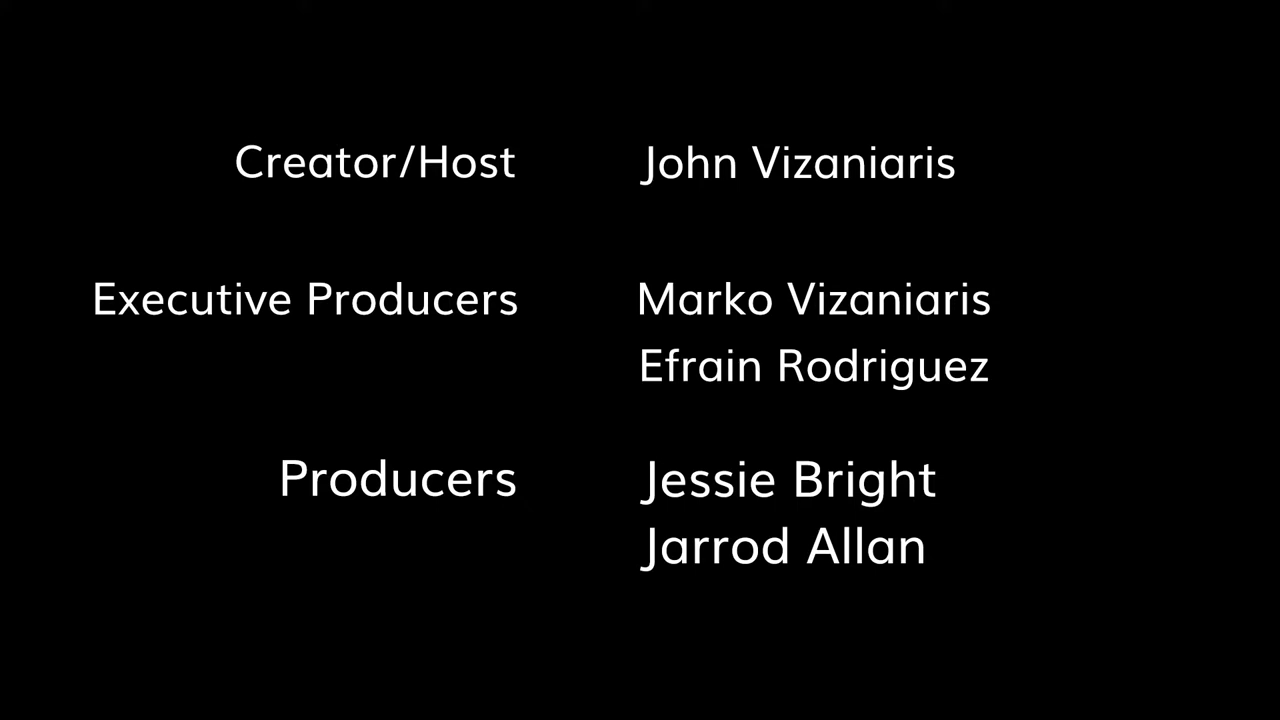 Creator/Host John Vizaniaris
Executive Producers Marko Vizaniaris
Efrain Rodriguez
Producers Jessie Bright
Jarrod Allan